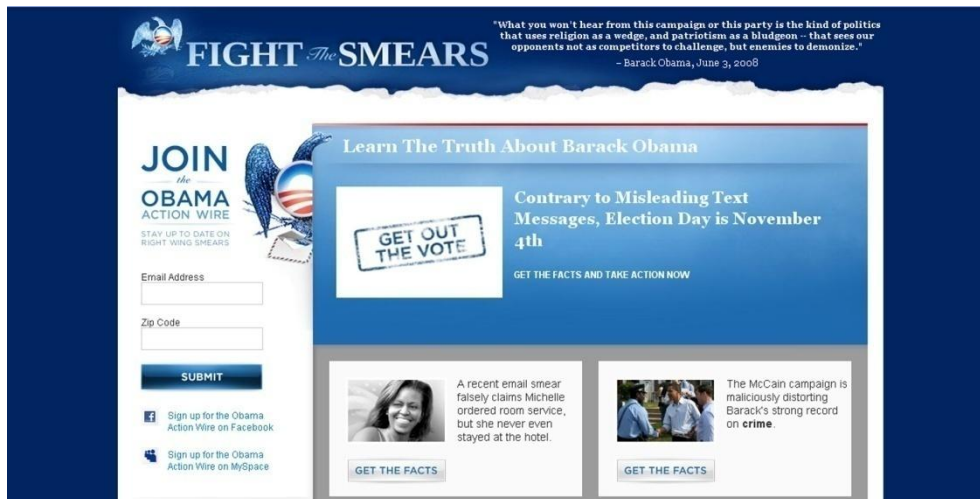 FIGHT The SMEARS
"What you won't hear from this campaign or this party is the kind of politics
that uses religion as a wedge, and patriotism as a bludgeon -- that sees our
opponents not as competitors to challenge, but enemies to demonize."
– Barack Obama, June 3, 2008
JOIN
the
OBAMA
ACTION WIRE
STAY UP TO DATE ON
RIGHT WING SMEARS
Email Address
Zip Code
SUBMIT
Sign up for the Obama
Action Wire on Facebook
Sign up for the Obama
Action Wire on MySpace
Learn The Truth About Barack Obama
GET OUT
THE VOTE
Contrary to Misleading Text
Messages, Election Day is November
4th
GET THE FACTS AND TAKE ACTION NOW
A recent email smear
falsely claims Michelle
ordered room service,
but she never even
stayed at the hotel.
GET THE FACTS
The McCain campaign is
maliciously distorting
Barack's strong record
on crime.
GET THE FACTS